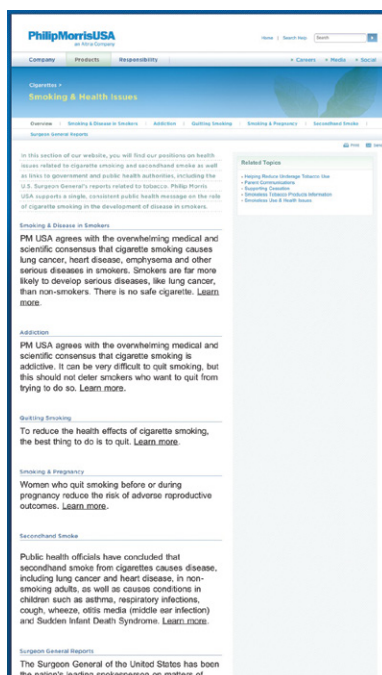 PhilipMorrisUSA
an Altria Company
Home | Search Help Search
Company Products Responsibility
Careers Media Social
Cigarettes
Smoking & Health Issues
Overview | Smoking & Disease in Smokers | Addiction | Quitting Smoking | Smoking & Pregnancy | Secondhand Smoke |
Surgeon General Reports
Print
In this section of our website, you will find our positions on health
issues related to cigarette smoking and secondhand smoke as well
as links to government and public health authorities, including the
U.S. Surgeon General's reports related to tobacco. Philip Morris
USA supports a single, consistent public health message on the role
of cigarette smoking in the development of disease in smokers.
Related Topics
Helping Reduce Underage Tobacco Use
Parent Communications
Supporting Cessation
Smokeless Tobacco Products Information
Smokeless Use & Health Issues
Smoking & Disease in Smokers
PM USA agrees with the overwhelming medical and
scientific consensus that cigarette smoking causes
lung cancer, heart disease, emphysema and other
serious diseases in smokers. Smokers are far more
likely to develop serious diseases, like lung cancer,
than non-smokers. There is no safe cigarette. Learn
more.
Addiction
PM USA agrees with the overwhelming medical and
scientific consensus that cigarette smoking is
addictive. It can be very difficult to quit smoking, but
this should not deter smokers who want to quit from
trying to do so. Learn more.
Quitting Smoking
To reduce the health effects of cigarette smoking,
the best thing to do is to quit. Learn more.
Smoking & Pregnancy
Women who quit smoking before or during
pregnancy reduce the risk of adverse reproductive
outcomes. Learn more.
Secondhand Smoke
Public health officials have concluded that
secondhand smoke from cigarettes causes disease,
including lung cancer and heart disease, in non-
smoking adults, as well as causes conditions in
children such as asthma, respiratory infections,
cough, wheeze, otitis media (middle ear infection)
and Sudden Infant Death Syndrome. Learn more.
Surgeon General Reports
The Surgeon General of the United States has been
the nation's leading spokesperson on matters of